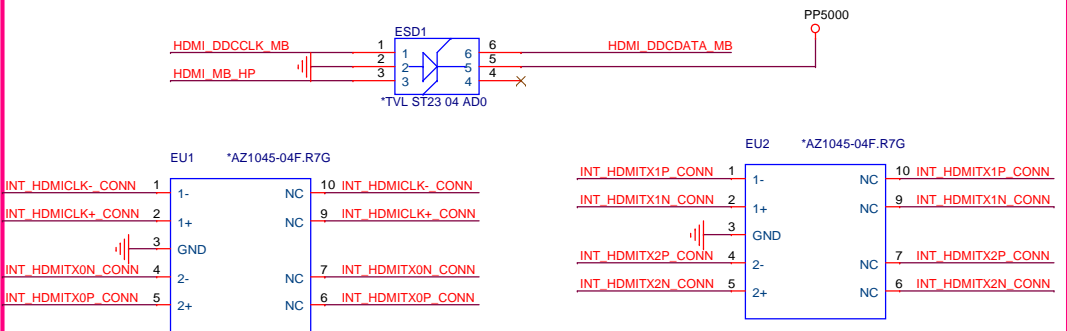 PP5000
ESD1
HDMI_DDCCLK_MB 1 1 6 6 HDMI_DDCDATA_MB
2 2 5 5
HDMI_MB_HP 3 3 4 4
*TVL ST23 04 AD0
EU1 *AZ1045-04F.R7G
INT_HDMICLK-_CONN 1 1- NC 10 INT_HDMICLK-_CONN
INT_HDMICLK+_CONN 2 1+ NC 9 INT_HDMICLK+_CONN
3 GND
INT_HDMITX0N_CONN 4 2- NC 7 INT_HDMITX0N_CONN
INT_HDMITX0P_CONN 5 2+ NC 6 INT_HDMITX0P_CONN
EU2 *AZ1045-04F.R7G
INT_HDMITX1P_CONN 1 1- NC 10 INT_HDMITX1P_CONN
INT_HDMITX1N_CONN 2 1+ NC 9 INT_HDMITX1N_CONN
3 GND
INT_HDMITX2P_CONN 4 2- NC 7 INT_HDMITX2P_CONN
INT_HDMITX2N_CONN 5 2+ NC 6 INT_HDMITX2N_CONN